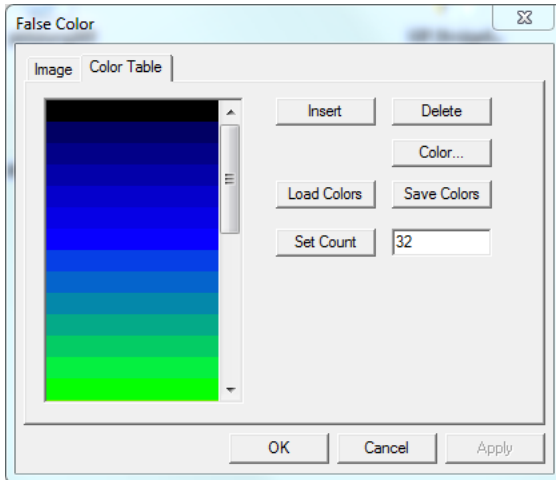 False Color
Image Color Table
Insert Delete
Color...
Load Colors Save Colors
Set Count 32
OK Cancel Apply